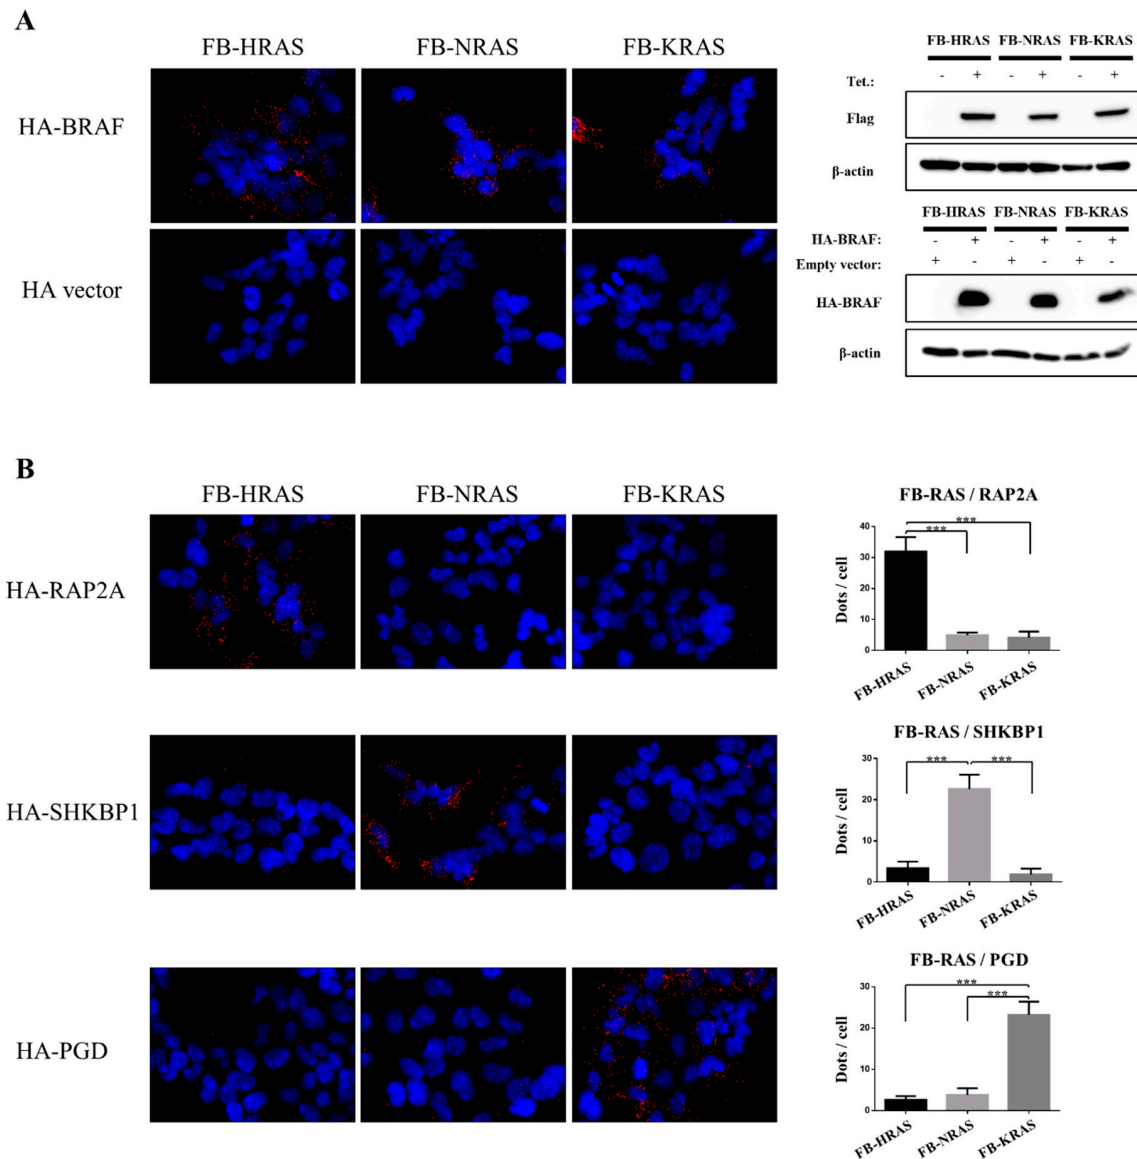 A
FB-HRAS FB-NRAS FB-KRAS
HA-BRAF
HA vector
FB-HRAS FB-NRAS FB-KRAS
Tet.: - + - + - +
Flag
β-actin
FB-HRAS FB-NRAS FB-KRAS
HA-BRAF: - + - + - +
Empty vector: + - + - + -
HA-BRAF
β-actin
B
FB-HRAS FB-NRAS FB-KRAS
HA-RAP2A
FB-RAS / RAP2A
***
***
Dots / cell
40
30
20
10
0
FB-HRAS FB-NRAS FB-KRAS
HA-SHKBP1
FB-RAS / SHKBP1
*** ***
Dots / cell
30
20
10
0
FB-HRAS FB-NRAS FB-KRAS
HA-PGD
FB-RAS / PGD
***
***
Dots / cell
30
20
10
0
FB-HRAS FB-NRAS FB-KRAS